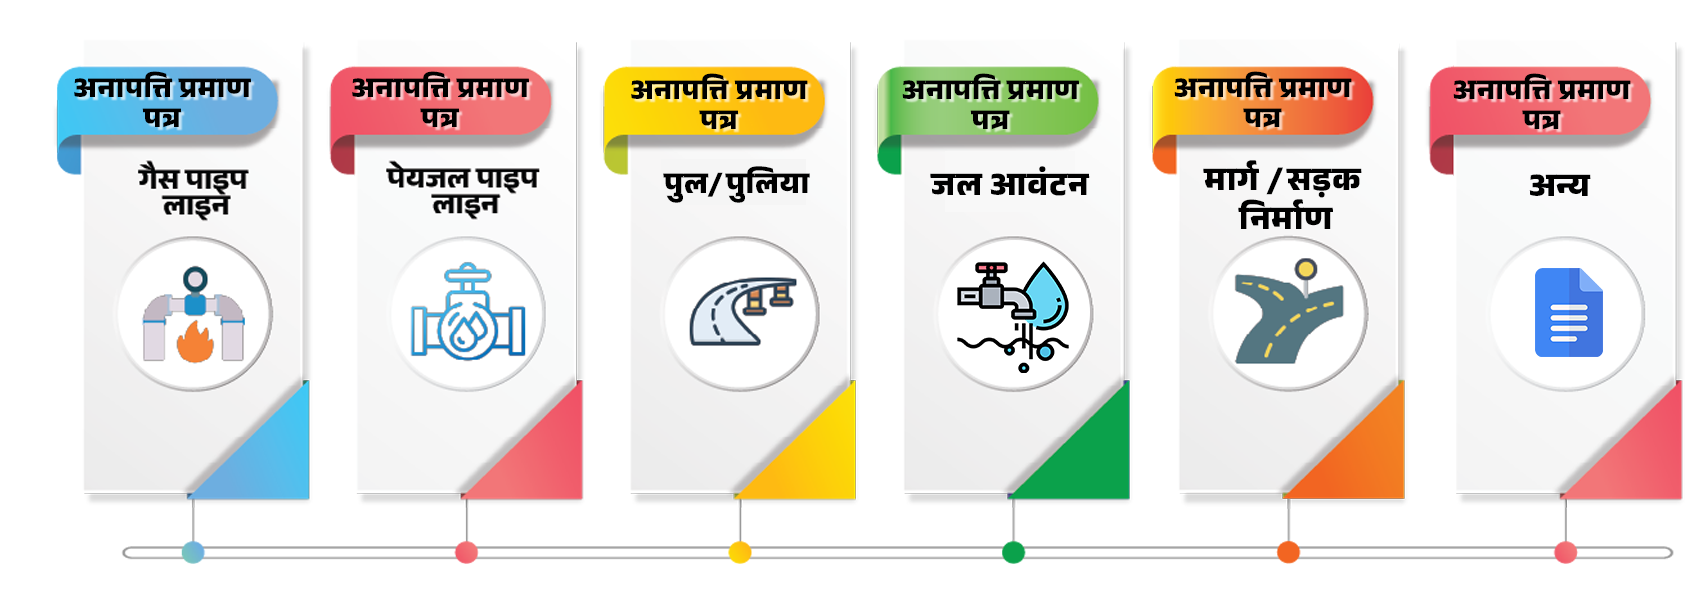 अनापत्ति प्रमाण
पत्र
गैस पाइप
लाइन
अनापत्ति प्रमाण
पत्र
पेयजल पाइप
लाइन
अनापत्ति प्रमाण
पत्र
पुल/पुलिया
अनापत्ति प्रमाण
पत्र
जल आवंटन
अनापत्ति प्रमाण
पत्र
मार्ग /सड़क
निर्माण
अनापत्ति प्रमाण
पत्र
अन्य